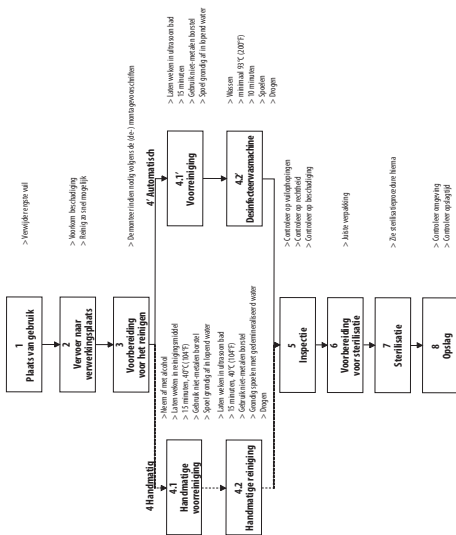 1
Plaats van gebruik
> Verwijder ergste vuil
2
Vervoer naar
verwerkingsplaats
> Voorkom beschadiging
> Reinig zo snel mogelijk
3
Voorbereiding
voor het reinigen
> Demonteer indien nodig volgens de (de-) montagevoorschriften
4 Handmatig
4.1
Handmatige
voorreiniging
> Neem af met alcohol
> Laten weken in reinigingsmiddel
> 15 minuten, 40°C (104°F)
> Gebruik niet-metalen borstel
> Spoel grondig af in lopend water
4.2
Handmatige reiniging
> Laten weken in ultrasoon bad
> 15 minuten, 40°C (104°F)
> Gebruik niet-metalen borstel
> Grondig spoelen met gedemineraliseerd water
> Drogen
4' Automatisch
4.1'
Voorreiniging
> Laten weken in ultrasoon bad
> 15 minuten
> Gebruik niet-metalen borstel
> Spoel grondig af in lopend water
4.2'
Desinfecteerwasmachine
> Wassen
> minimaal 93°C (200°F)
> 10 minuten
> Spoelen
> Drogen
5
Inspectie
> Controleer op vuilophopingen
> Controleer op rechtheid
> Controleer op beschadiging
6
Voorbereiding
voor sterilisatie
> Juiste verpakking
7
Sterilisatie
> Zie sterilisatieprocedure hierna
8
Opslag
> Controleer omgeving
> Controleer opslagtijd